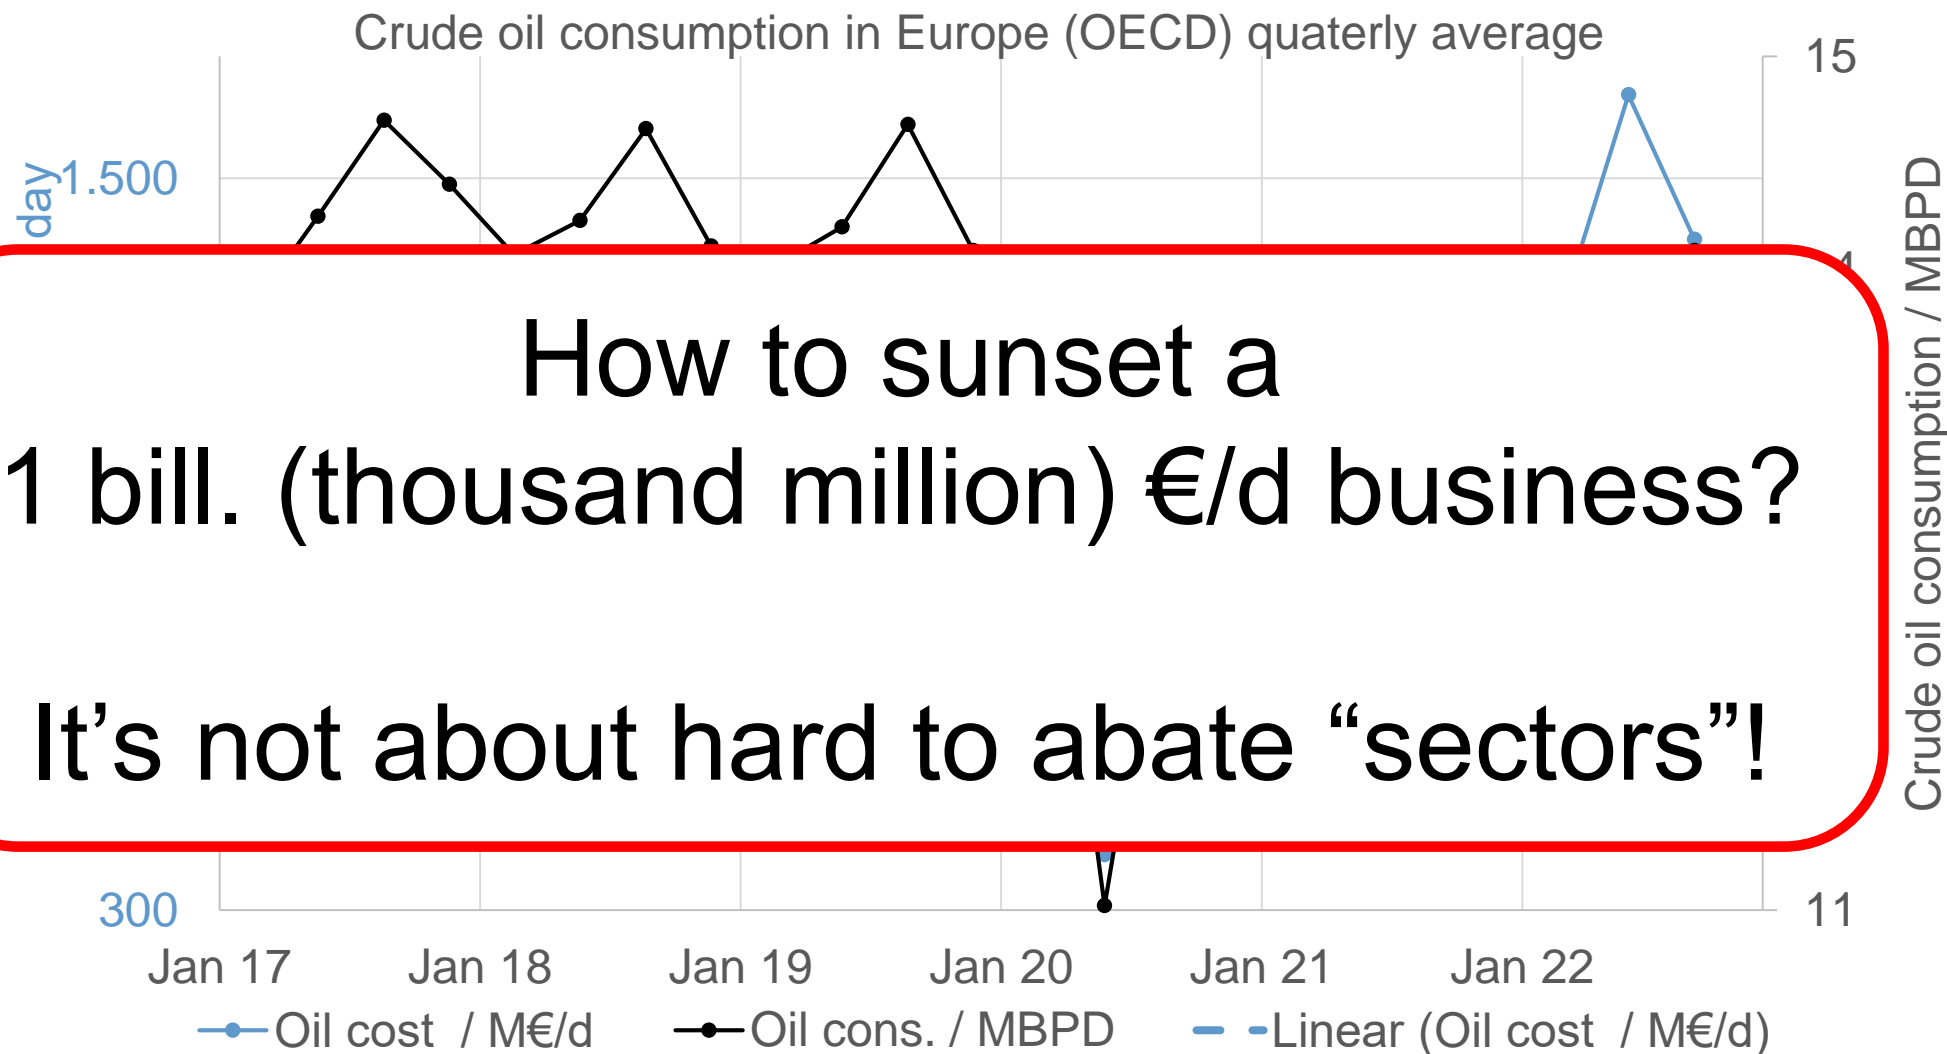 Crude oil consumption in Europe (OECD) quaterly average
15
1.500
day
How to sunset a
1 bill. (thousand million) €/d business?
It’s not about hard to abate “sectors”!
Crude oil consumption / MBPD
300
11
Jan 17 Jan 18 Jan 19 Jan 20 Jan 21 Jan 22
Oil cost / M€/d Oil cons. / MBPD Linear (Oil cost / M€/d)